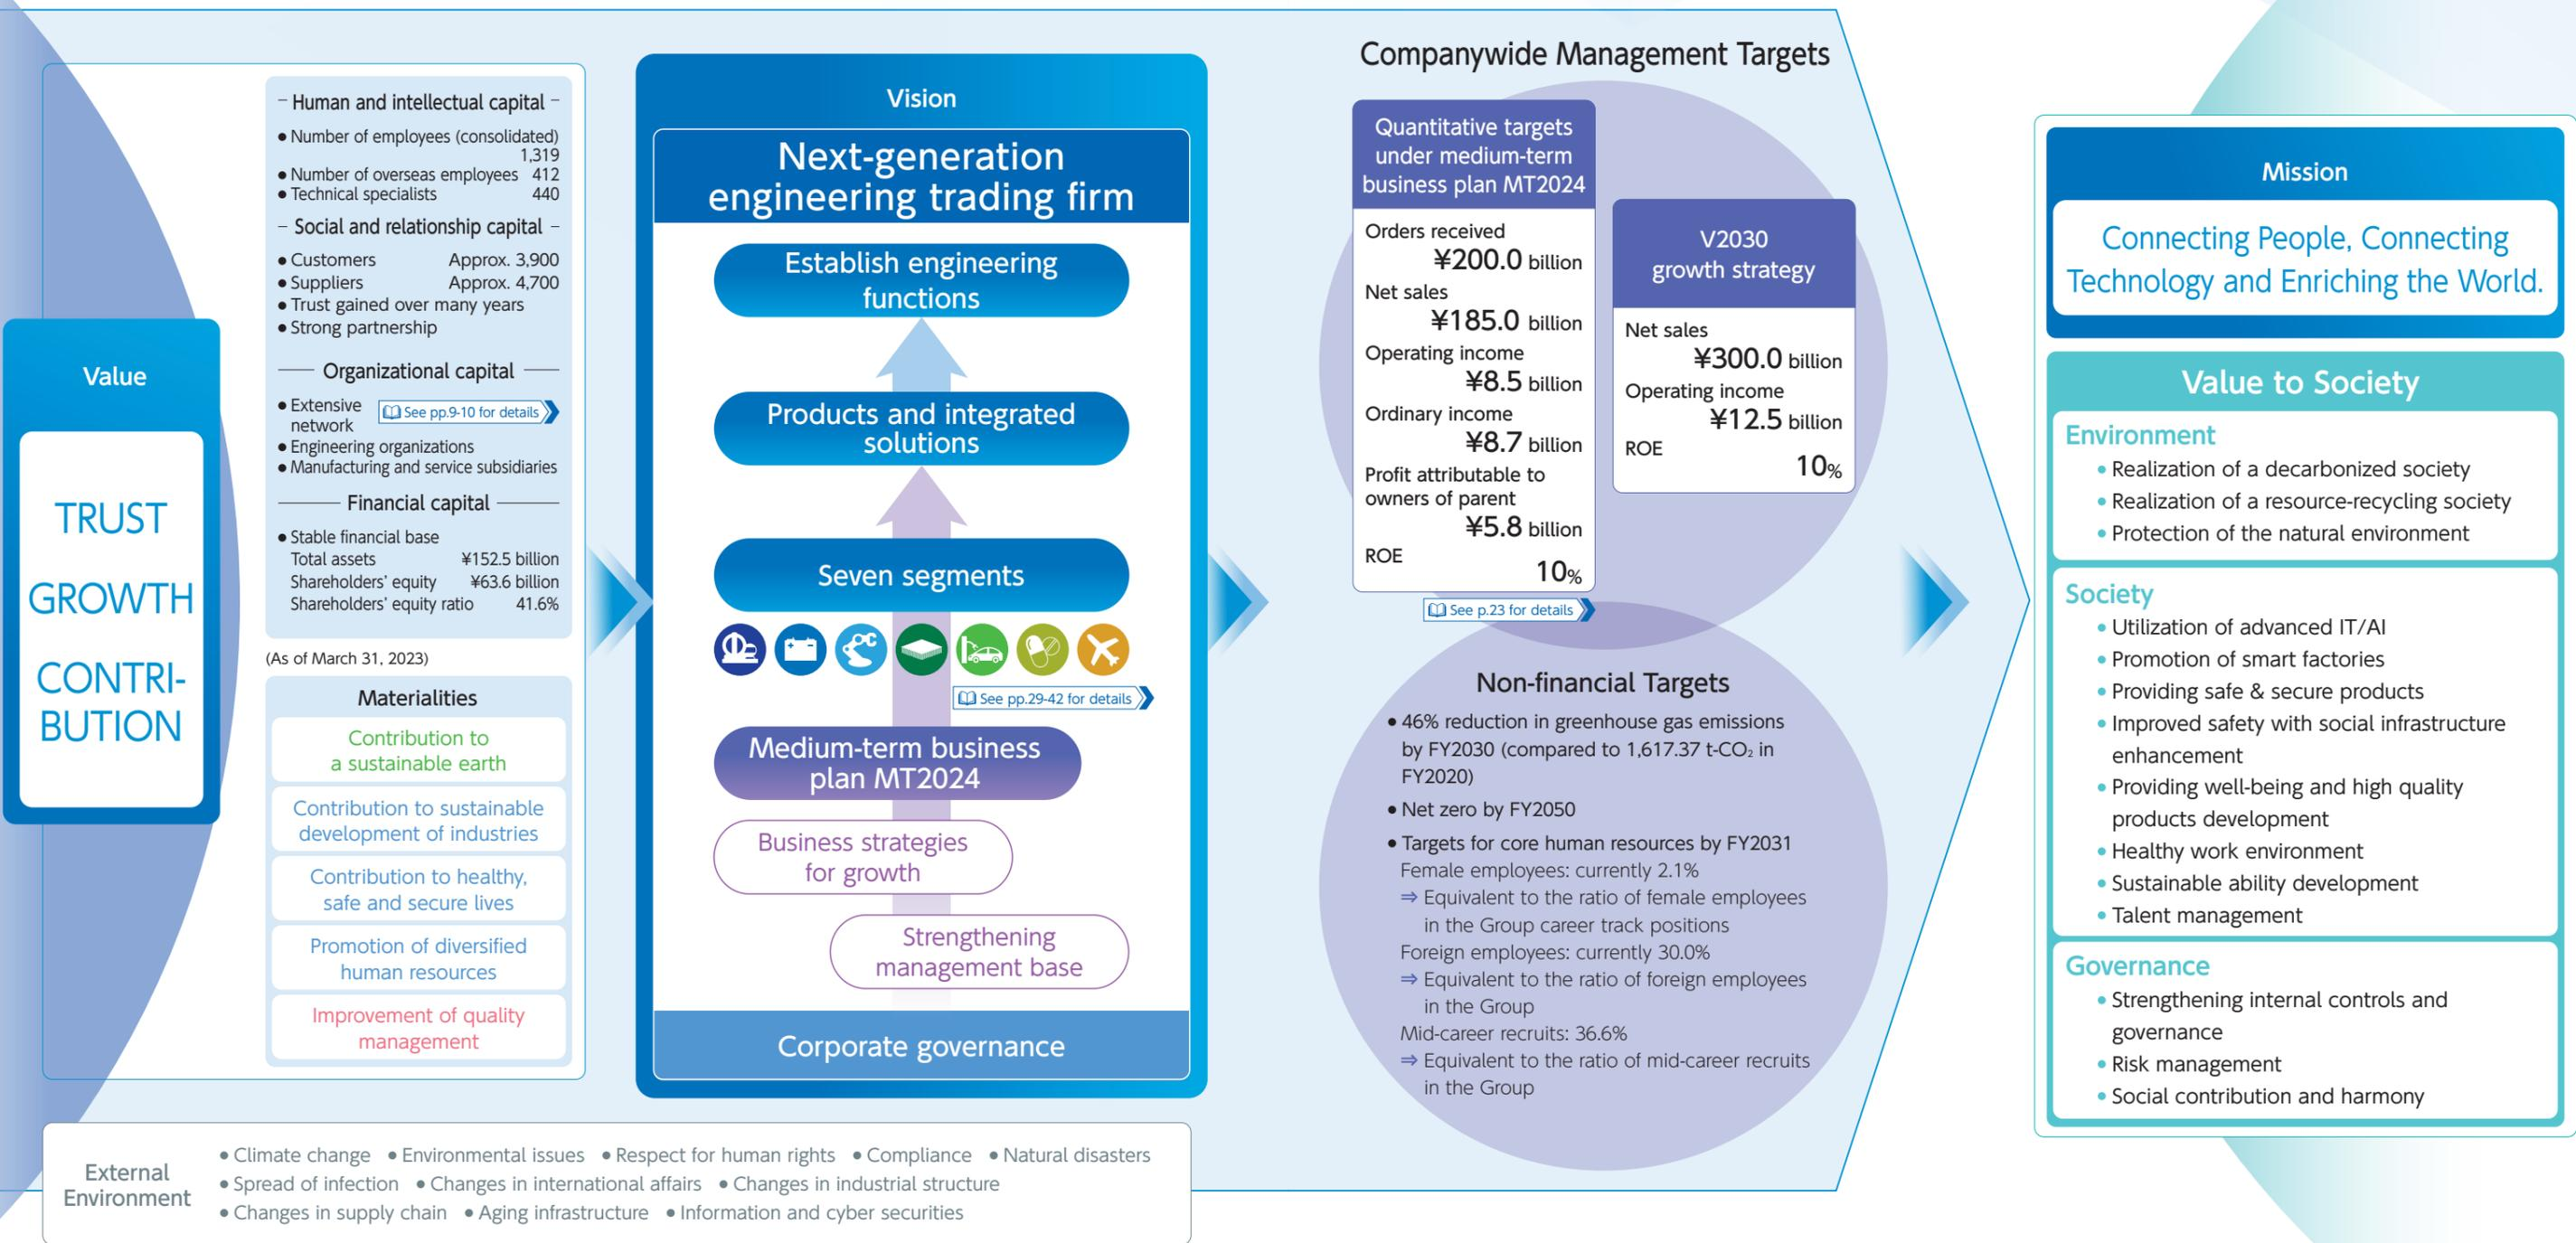 Value
TRUST
GROWTH
CONTRI-
BUTION
– Human and intellectual capital –
● Number of employees (consolidated)
1,319
● Number of overseas employees 412
● Technical specialists 440
– Social and relationship capital –
● Customers Approx. 3,900
● Suppliers Approx. 4,700
● Trust gained over many years
● Strong partnership
Organizational capital
● Extensive
network
See pp.9-10 for details
● Engineering organizations
● Manufacturing and service subsidiaries
Financial capital
● Stable financial base
Total assets ¥152.5 billion
Shareholders' equity ¥63.6 billion
Shareholders' equity ratio 41.6%
(As of March 31, 2023)
Materialities
Contribution to
a sustainable earth
Contribution to sustainable
development of industries
Contribution to healthy,
safe and secure lives
Promotion of diversified
human resources
Improvement of quality
management
Vision
Next-generation
engineering trading firm
Establish engineering
functions
Products and integrated
solutions
Seven segments
See pp.29-42 for details
Medium-term business
plan MT2024
Business strategies
for growth
Strengthening
management base
Corporate governance
Companywide Management Targets
Quantitative targets
under medium-term
business plan MT2024
Orders received
¥200.0 billion
Net sales
¥185.0 billion
Operating income
¥8.5 billion
Ordinary income
¥8.7 billion
Profit attributable to
owners of parent
¥5.8 billion
ROE
10%
See p.23 for details
V2030
growth strategy
Net sales
¥300.0 billion
Operating income
¥12.5 billion
ROE
10%
Non-financial Targets
● 46% reduction in greenhouse gas emissions
by FY2030 (compared to 1,617.37 t-CO₂ in
FY2020)
● Net zero by FY2050
● Targets for core human resources by FY2031
Female employees: currently 2.1%
⇒ Equivalent to the ratio of female employees
in the Group career track positions
Foreign employees: currently 30.0%
⇒ Equivalent to the ratio of foreign employees
in the Group
Mid-career recruits: 36.6%
⇒ Equivalent to the ratio of mid-career recruits
in the Group
Mission
Connecting People, Connecting
Technology and Enriching the World.
Value to Society
Environment
• Realization of a decarbonized society
• Realization of a resource-recycling society
• Protection of the natural environment
Society
• Utilization of advanced IT/AI
• Promotion of smart factories
• Providing safe & secure products
• Improved safety with social infrastructure
enhancement
• Providing well-being and high quality
products development
• Healthy work environment
• Sustainable ability development
• Talent management
Governance
• Strengthening internal controls and
governance
• Risk management
• Social contribution and harmony
External
Environment
● Climate change ● Environmental issues ● Respect for human rights ● Compliance ● Natural disasters
● Spread of infection ● Changes in international affairs ● Changes in industrial structure
● Changes in supply chain ● Aging infrastructure ● Information and cyber securities